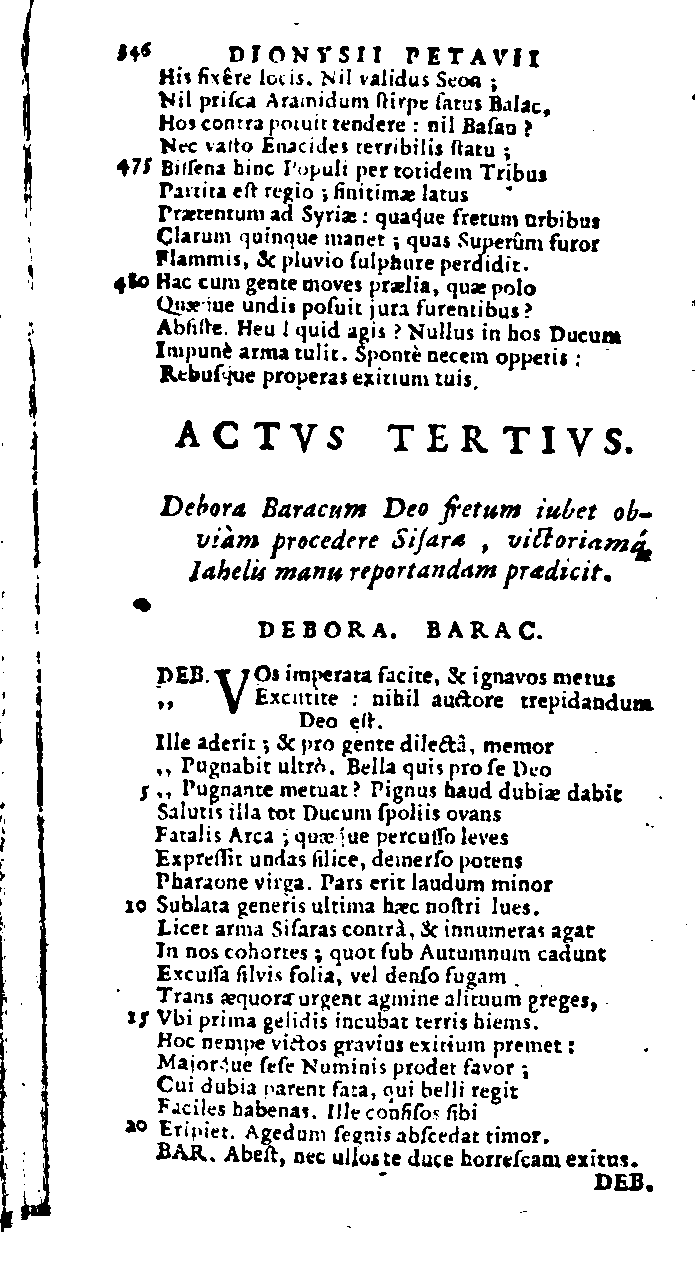 346 DIONYSII PETAVII
His fixêre locis. Nil validus Seon ;
Nil priſca Aramidum ſtirpe ſatus Balac,
Hos contra potuit tendere : nil Baſan ?
Nec vaſto Enacides terribilis ſtatu ;
475 Biſſena hinc Populi per totidem Tribus
Partita eſt regio ; finitimæ latus
Prætentum ad Syriæ : quaque fretum urbibus
Clarum quinque manet ; quas Superûm furor
Flammis, & pluvio ſulphure perdidit.
480 Hac cum gente moves prælia, quæ polo
Quæque undis poſuit jura furentibus ?
Abſiſte. Heu ! quid agis ? Nullus in hos Ducum
Impunè arma tulit. Spontè necem opperis :
Rebuſque properas exitium tuis.
ACTVS TERTIVS.
Debora Baracum Deo fretum iubet ob-
viàm procedere Siſara , victoriamq́;
Iahelis manu reportandam prædicit.
DEBORA. BARAC.
DEB. VOs imperata facite, & ignavos metus
,, Excutite : nihil auctore trepidandum
Deo eſt.
Ille aderit ; & pro gente dilectâ, memor
,, Pugnabit ultrò. Bella quis pro ſe Deo
5 ,, Pugnante metuat ? Pignus haud dubiæ dabit
Salutis illa tot Ducum ſpoliis ovans
Fatalis Arca ; quæque percuſſo leves
Expreſſit undas ſilice, demerſo potens
Pharaone virga. Pars erit laudum minor
10 Sublata generis ultima hæc noſtri lues.
Licet arma Siſaras contrà, & innumeras agat
In nos cohortes ; quot ſub Autumnum cadunt
Excuſſa ſilvis folia, vel denſo fugam
Trans æquora urgent agmine alituum greges,
15 Vbi prima gelidis incubat terris hiems.
Hoc nempe victos gravius exitium premet :
Majorque ſeſe Numinis prodet favor ;
Cui dubia parent fata, qui belli regit
Faciles habenas. Ille confiſos ſibi
20 Eripiet. Agedum ſegnis abſcedat timor.
BAR. Abeſt, nec ullos te duce horreſcam exitus.
DEB.